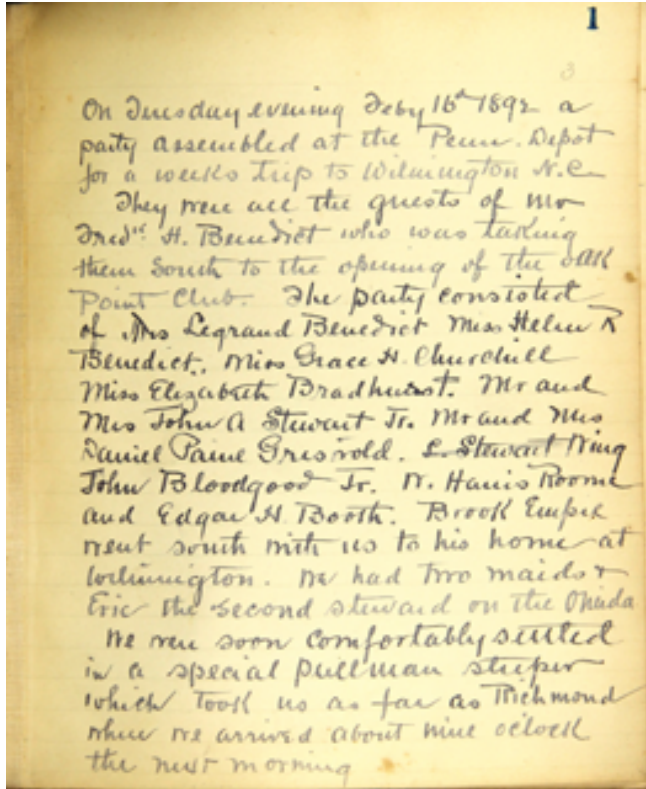 1
3
On Tuesday evening Feby 16th 1892 a
party assembled at the Penn. Depot
for a weeks trip to Wilmington N.C.
They were all the guests of Mr
Fredk. H. Benedict who was taking
them South to the opening of the OAK
Point Club. The party consisted
of Mrs Legrand Benedict Miss Helen R
Benedict. Miss Grace H. Churchill
Miss Elizabeth Bradhurst. Mr and
Mrs John A Stewart Jr. Mr and Mrs
Daniel Paine Griswold. L. Stewart Wing
John Bloodgood Jr. W. Harris Roome
and Edgar H. Booth. Brook Empie
went south with us to his home at
Wilmington. We had two maids &
Eric the second steward on the Oneida
We were soon comfortably settled
in a special Pullman sleeper
which took us as far as Richmond
where we arrived about nine oclock
the next morning